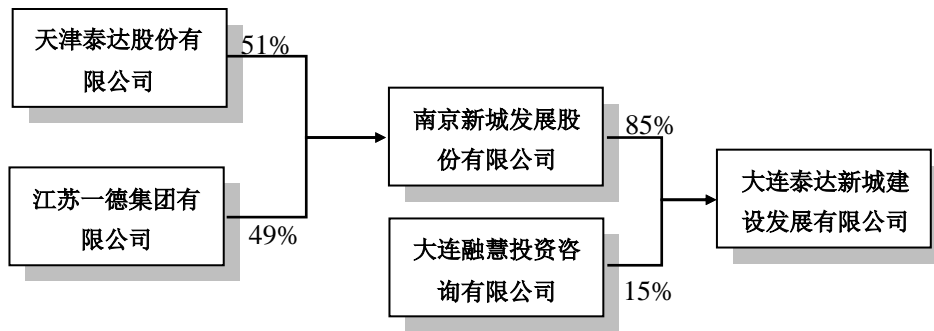 天津泰达股份有
限公司
51%
江苏一德集团有
限公司
49%
南京新城发展股
份有限公司
85%
大连融慧投资咨
询有限公司
15%
大连泰达新城建
设发展有限公司